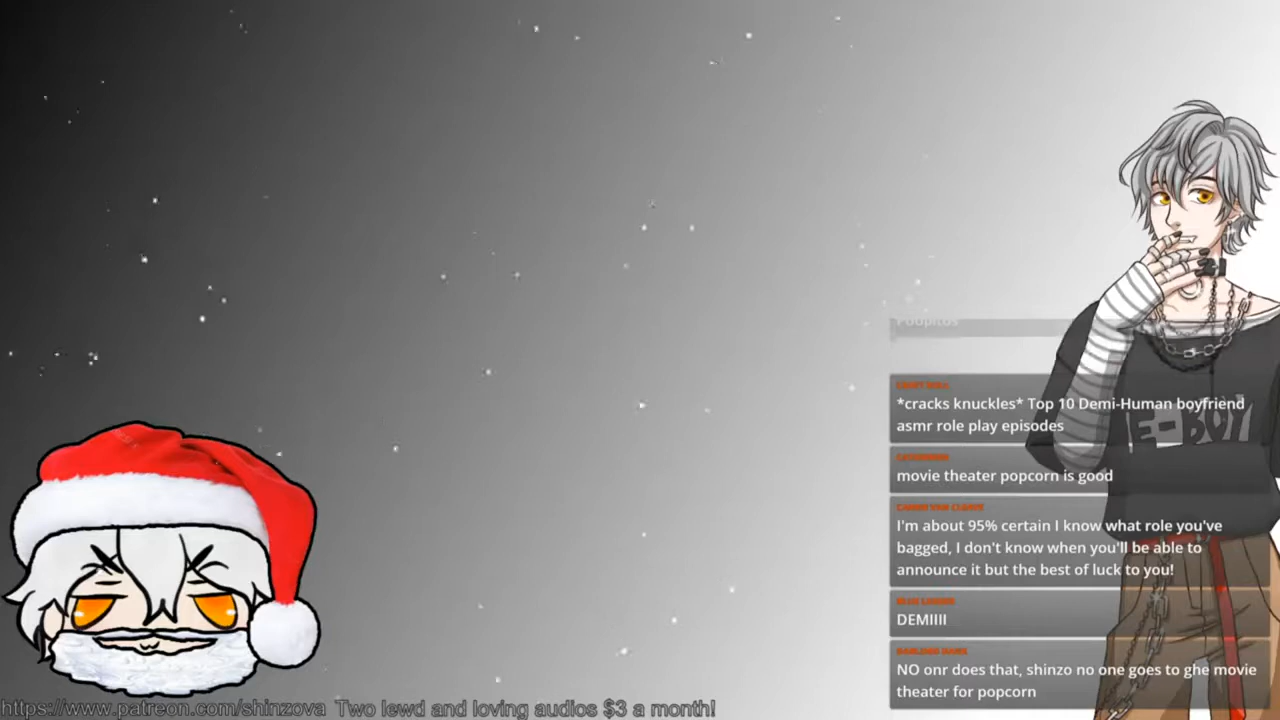 Poupitos
*cracks knuckles* Top 10 Demi-Human boyfriend
asmr role play episodes
movie theater popcorn is good
I'm about 95% certain I know what role you've
bagged, I don't know when you'll be able to
announce it but the best of luck to you!
DEMIIII
NO onr does that, shinzo no one goes to ghe movie
theater for popcorn
E-BOY
https://www.patreon.com/shinzova Two lewd and loving audios $3 a month!